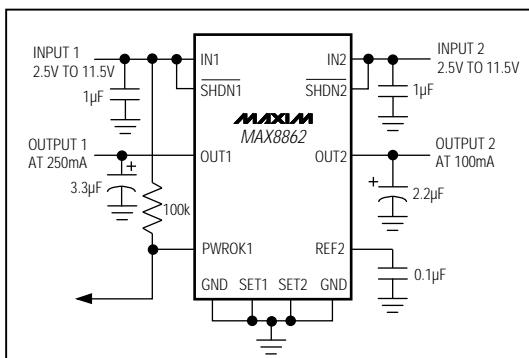 INPUT 1
2.5V TO 11.5V
1µF
OUTPUT 1
AT 250mA
3.3µF
+
100k
IN1
SHDN1
OUT1
PWROK1
MAXIM
MAX8862
IN2
SHDN2
OUT2
REF2
GND SET1 SET2 GND
INPUT 2
2.5V TO 11.5V
1µF
OUTPUT 2
AT 100mA
+
2.2µF
0.1µF